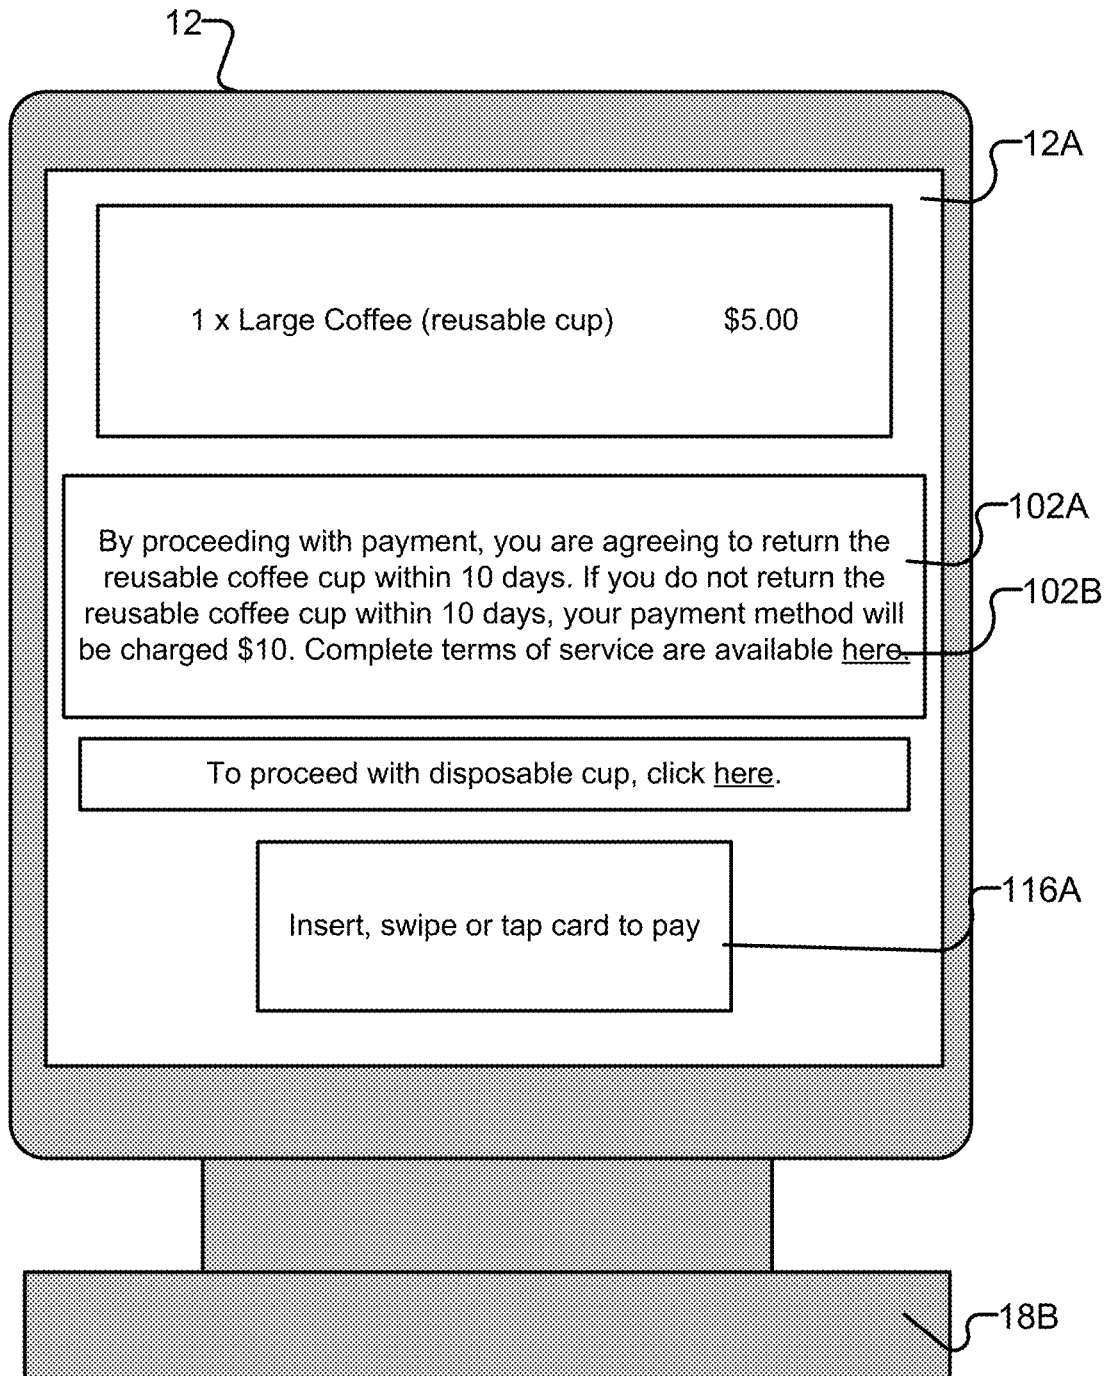 12
12A
1 x Large Coffee (reusable cup) $5.00
102A
By proceeding with payment, you are agreeing to return the
reusable coffee cup within 10 days. If you do not return the
102B
reusable coffee cup within 10 days, your payment method will
be charged $10. Complete terms of service are available here.
To proceed with disposable cup, click here.
116A
Insert, swipe or tap card to pay
18B